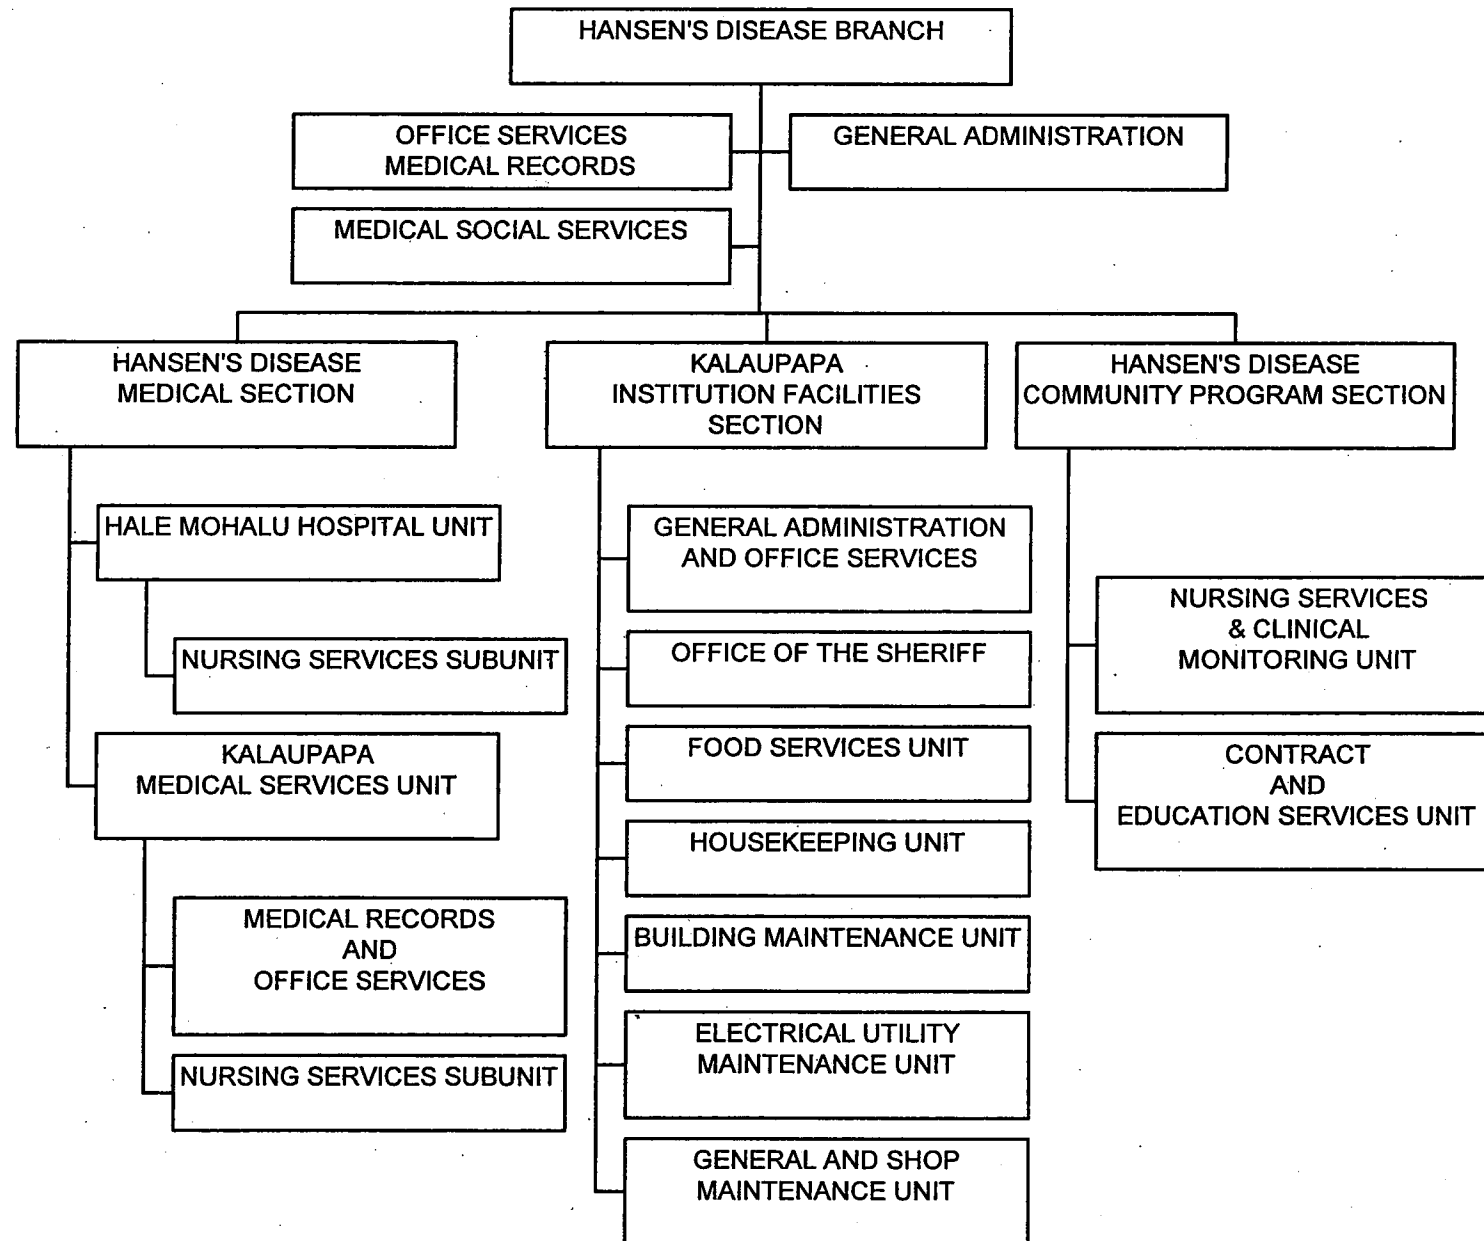 HANSEN'S DISEASE BRANCH
OFFICE SERVICES
MEDICAL RECORDS
GENERAL ADMINISTRATION
MEDICAL SOCIAL SERVICES
HANSEN'S DISEASE
MEDICAL SECTION
HALE MOHALU HOSPITAL UNIT
NURSING SERVICES SUBUNIT
KALAUPAPA
MEDICAL SERVICES UNIT
MEDICAL RECORDS
AND
OFFICE SERVICES
NURSING SERVICES SUBUNIT
KALAUPAPA
INSTITUTION FACILITIES
SECTION
GENERAL ADMINISTRATION
AND OFFICE SERVICES
OFFICE OF THE SHERIFF
FOOD SERVICES UNIT
HOUSEKEEPING UNIT
BUILDING MAINTENANCE UNIT
ELECTRICAL UTILITY
MAINTENANCE UNIT
GENERAL AND SHOP
MAINTENANCE UNIT
HANSEN'S DISEASE
COMMUNITY PROGRAM SECTION
NURSING SERVICES
& CLINICAL
MONITORING UNIT
CONTRACT
AND
EDUCATION SERVICES UNIT